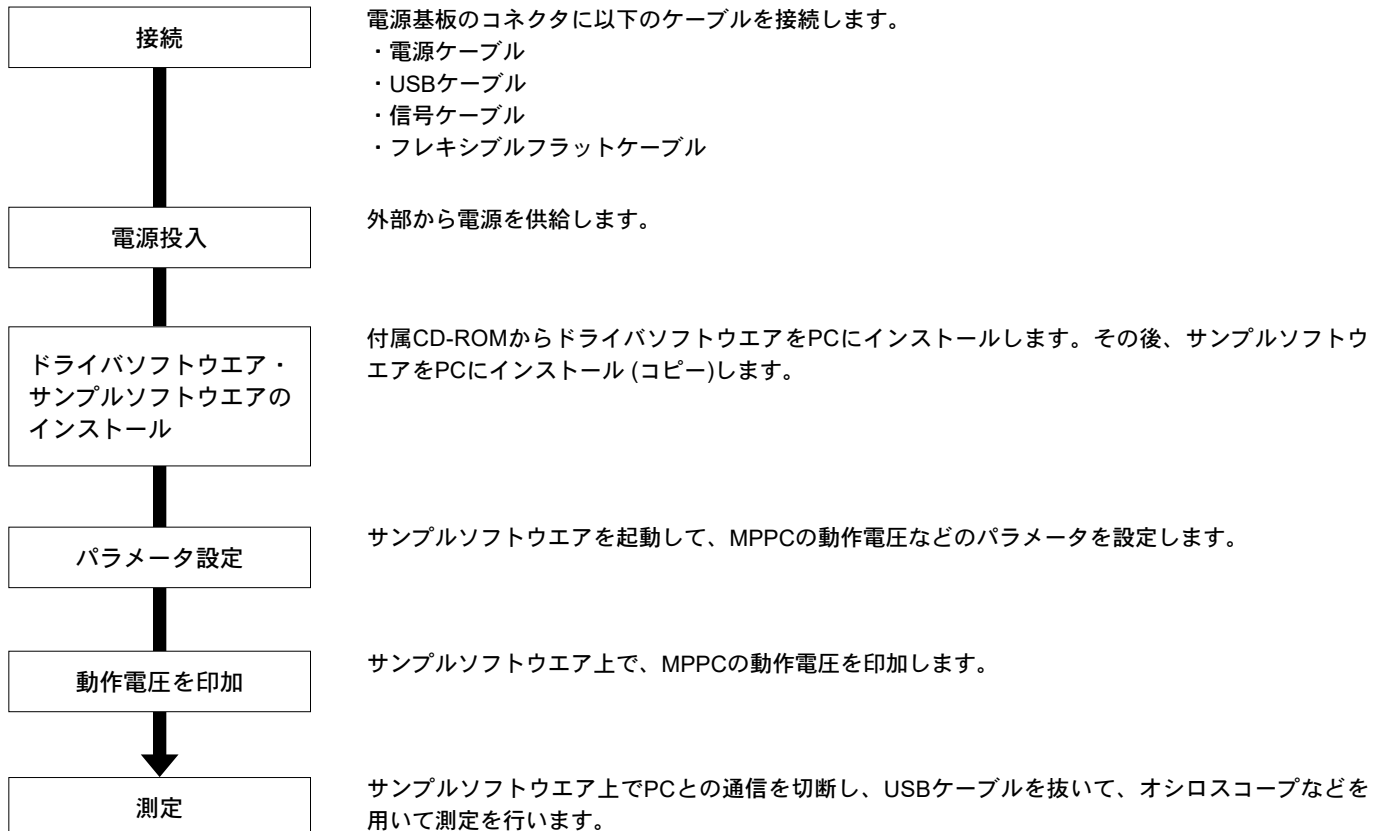 接続
電源基板のコネクタに以下のケーブルを接続します。
・電源ケーブル
・USBケーブル
・信号ケーブル
・フレキシブルフラットケーブル
電源投入
外部から電源を供給します。
ドライバソフトウエア・
サンプルソフトウエアの
インストール
付属CD-ROMからドライバソフトウエアをPCにインストールします。その後、サンプルソフトウ
エアをPCにインストール (コピー)します。
パラメータ設定
サンプルソフトウエアを起動して、MPPCの動作電圧などのパラメータを設定します。
動作電圧を印加
サンプルソフトウエア上で、MPPCの動作電圧を印加します。
測定
サンプルソフトウエア上でPCとの通信を切断し、USBケーブルを抜いて、オシロスコープなどを
用いて測定を行います。